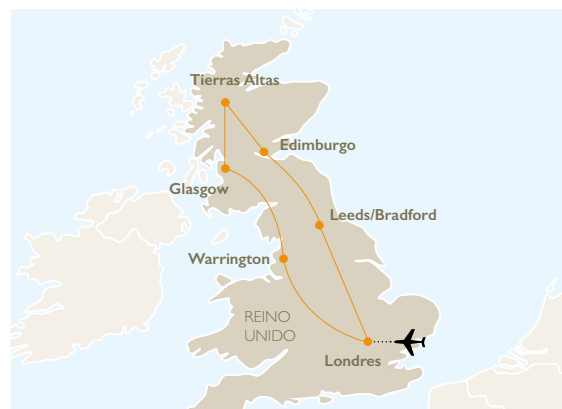 Tierras Altas
Edimburgo
Glasgow
Leeds/Bradford
Warrington
REINO
UNIDO
Londres